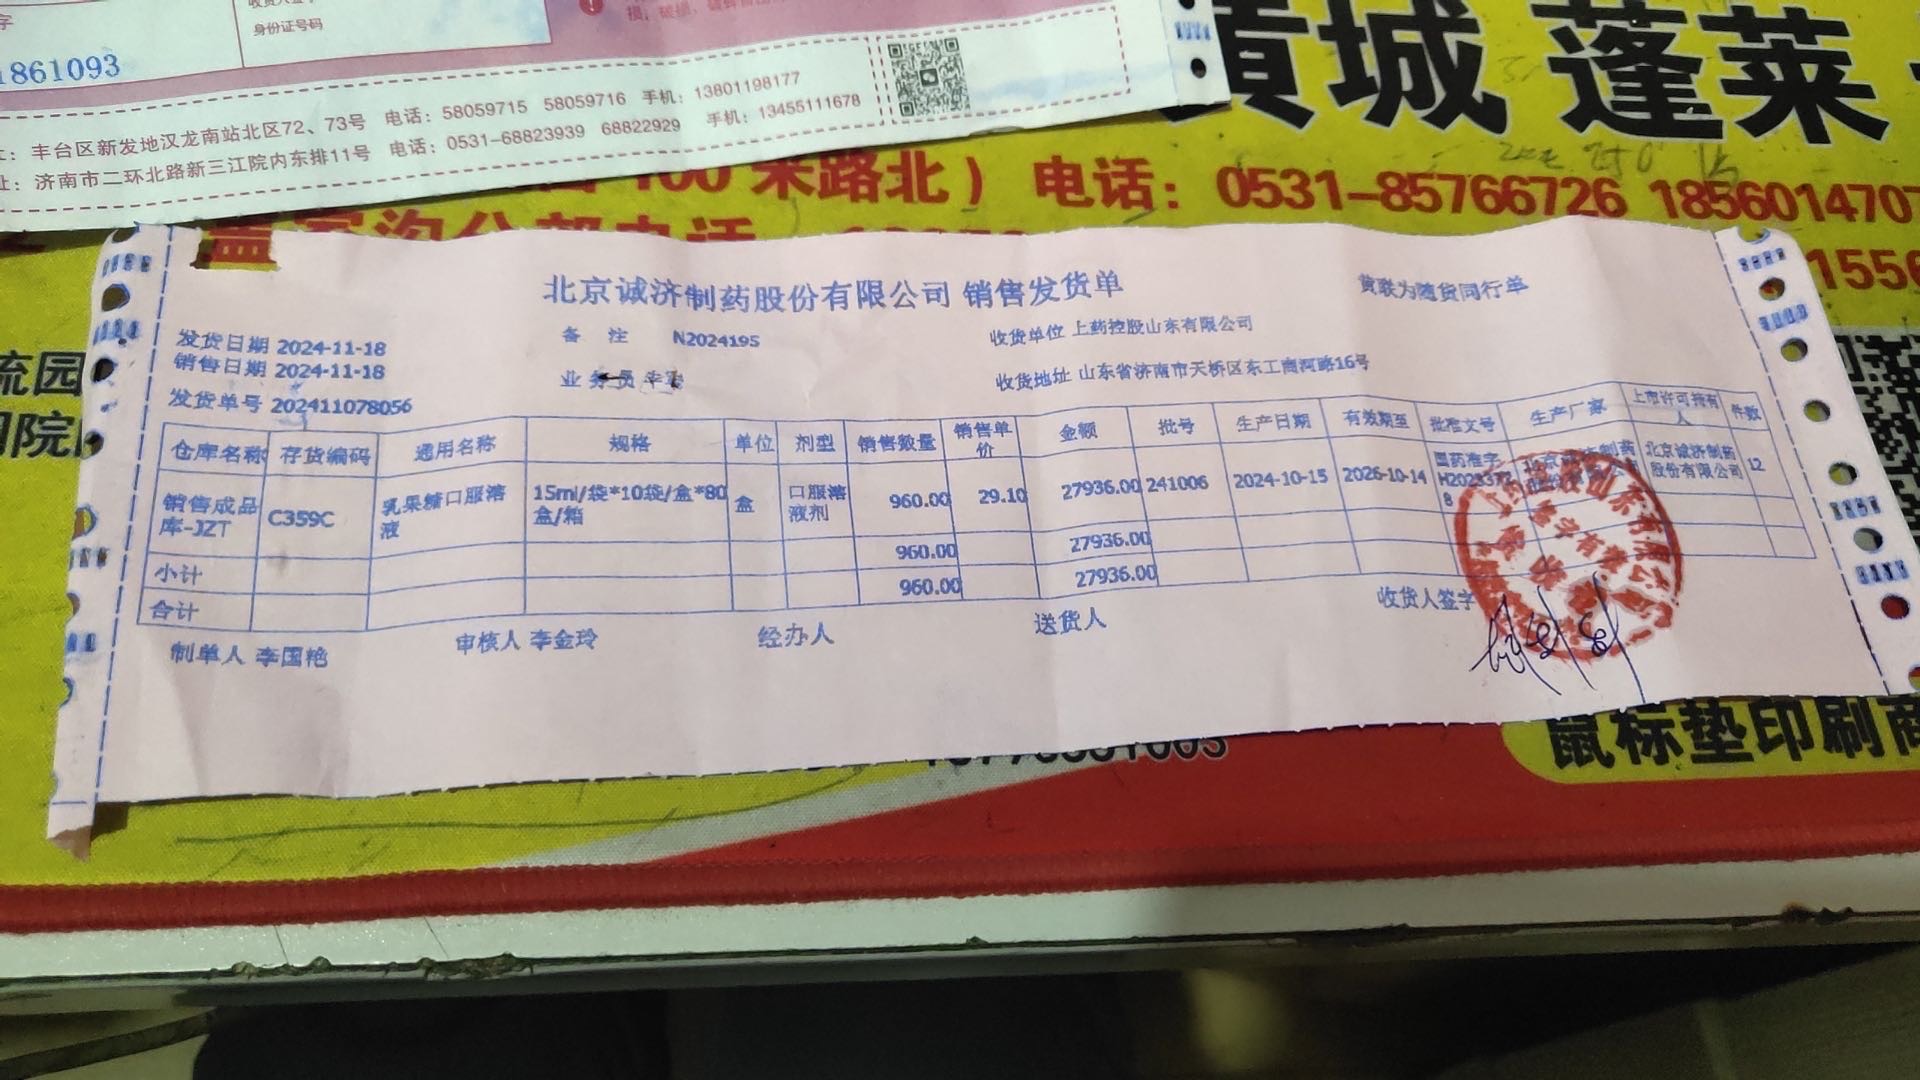 身份证号码
1861093
丰台区新发地汉龙南站北区72、73号 电话：58059715 58059716 手机：13801198177
址：济南市二环北路新三江院内东排11号 电话：0531-68823939 68822929 手机：13455111678
黄城 蓬莱
米路北） 电话：0531-85766726 1856014707
1556
流园
北京诚济制药股份有限公司 销售发货单
黄联为随货同行单
发货日期 2024-11-18 备 注 N2024195 收货单位 上药控股山东有限公司
销售日期 2024-11-18 业务员 收货地址 山东省济南市天桥区东工商河路16号
发货单号 202411078056
仓库名称 存货编码 通用名称 规格 单位 剂型 销售数量 销售单价 金额 批号 生产日期 有效期至 批准文号 生产厂家 上市许可持有人 件数
销售成品库-JZT C359C 乳果糖口服溶液 15ml/袋*10袋/盒*80盒/箱 盒 口服溶液剂 960.00 29.10 27936.00 241006 2024-10-15 2026-10-14 国药准字 北京诚济制药股份有限公司 12
小计 960.00 27936.00
合计 960.00 27936.00
制单人 李国艳 审核人 李金玲 经办人 送货人 收货人签字
鼠标垫印刷商